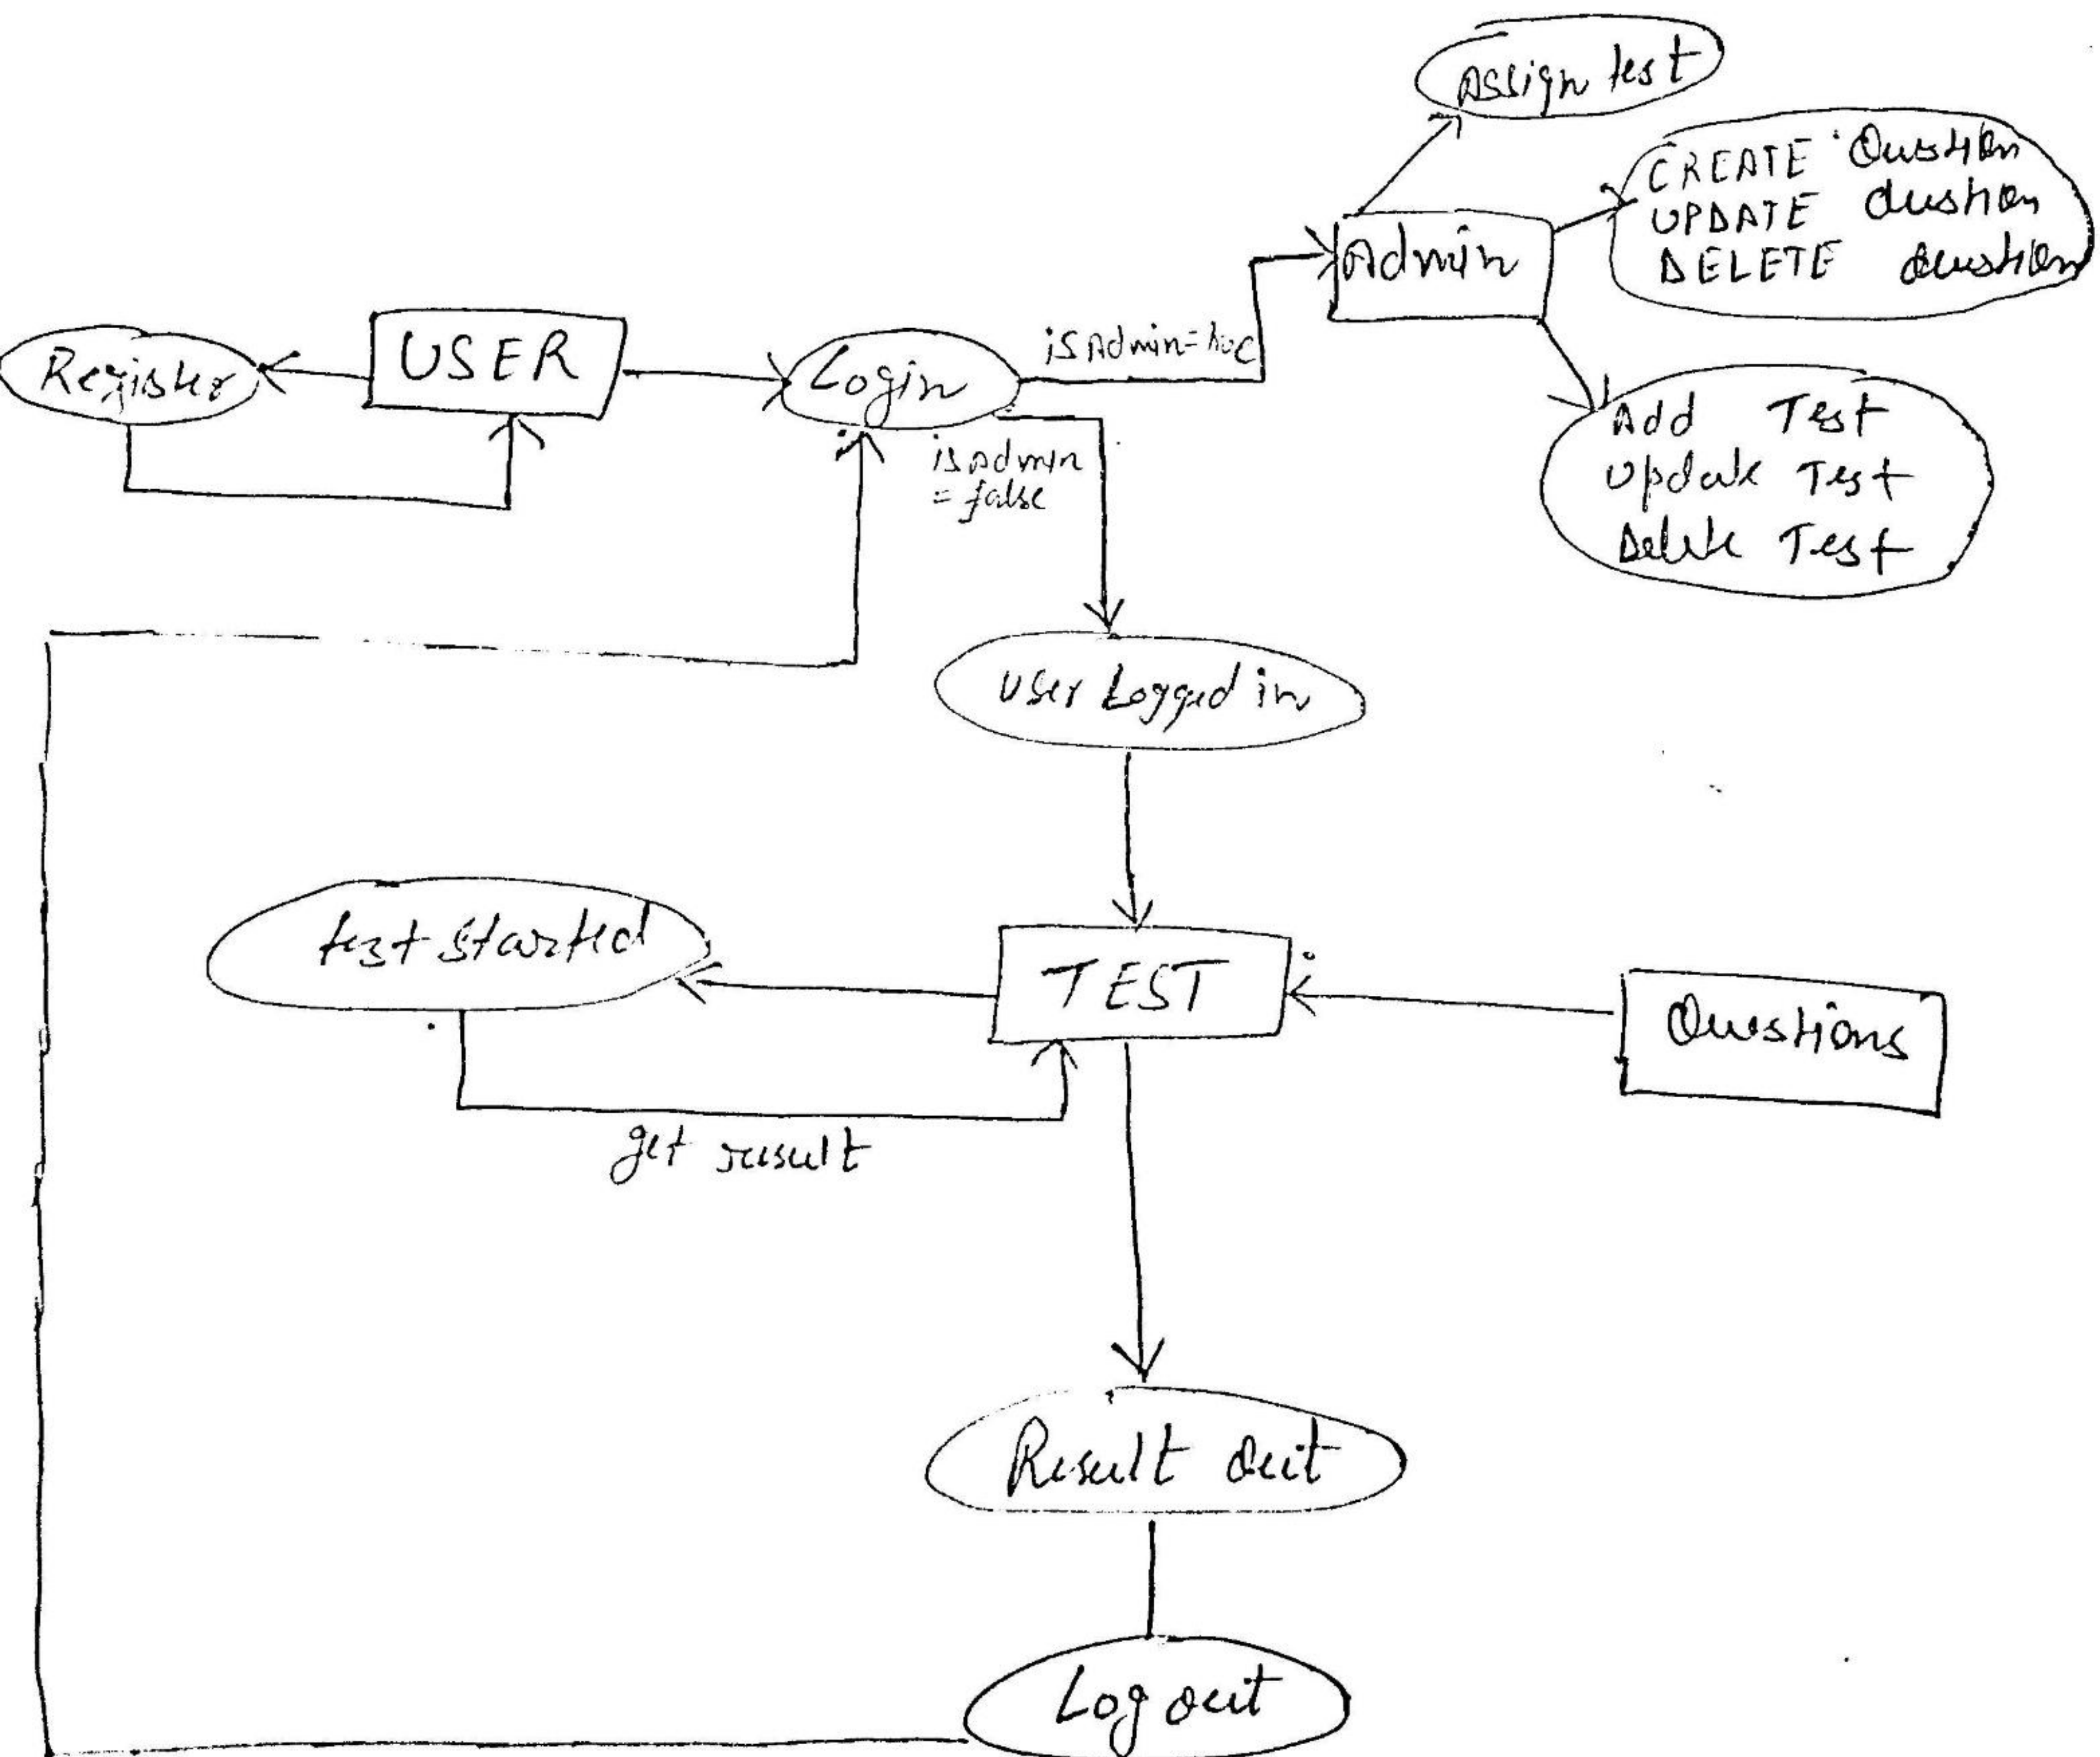 Assign test
CREATE Question
UPDATE Question
DELETE Question
Admin
isAdmin=true
USER
Register
Login
isAdmin
= false
Add Test
Update Test
Delete Test
User Logged in
test started
TEST
Questions
get result
Result Out
Log out